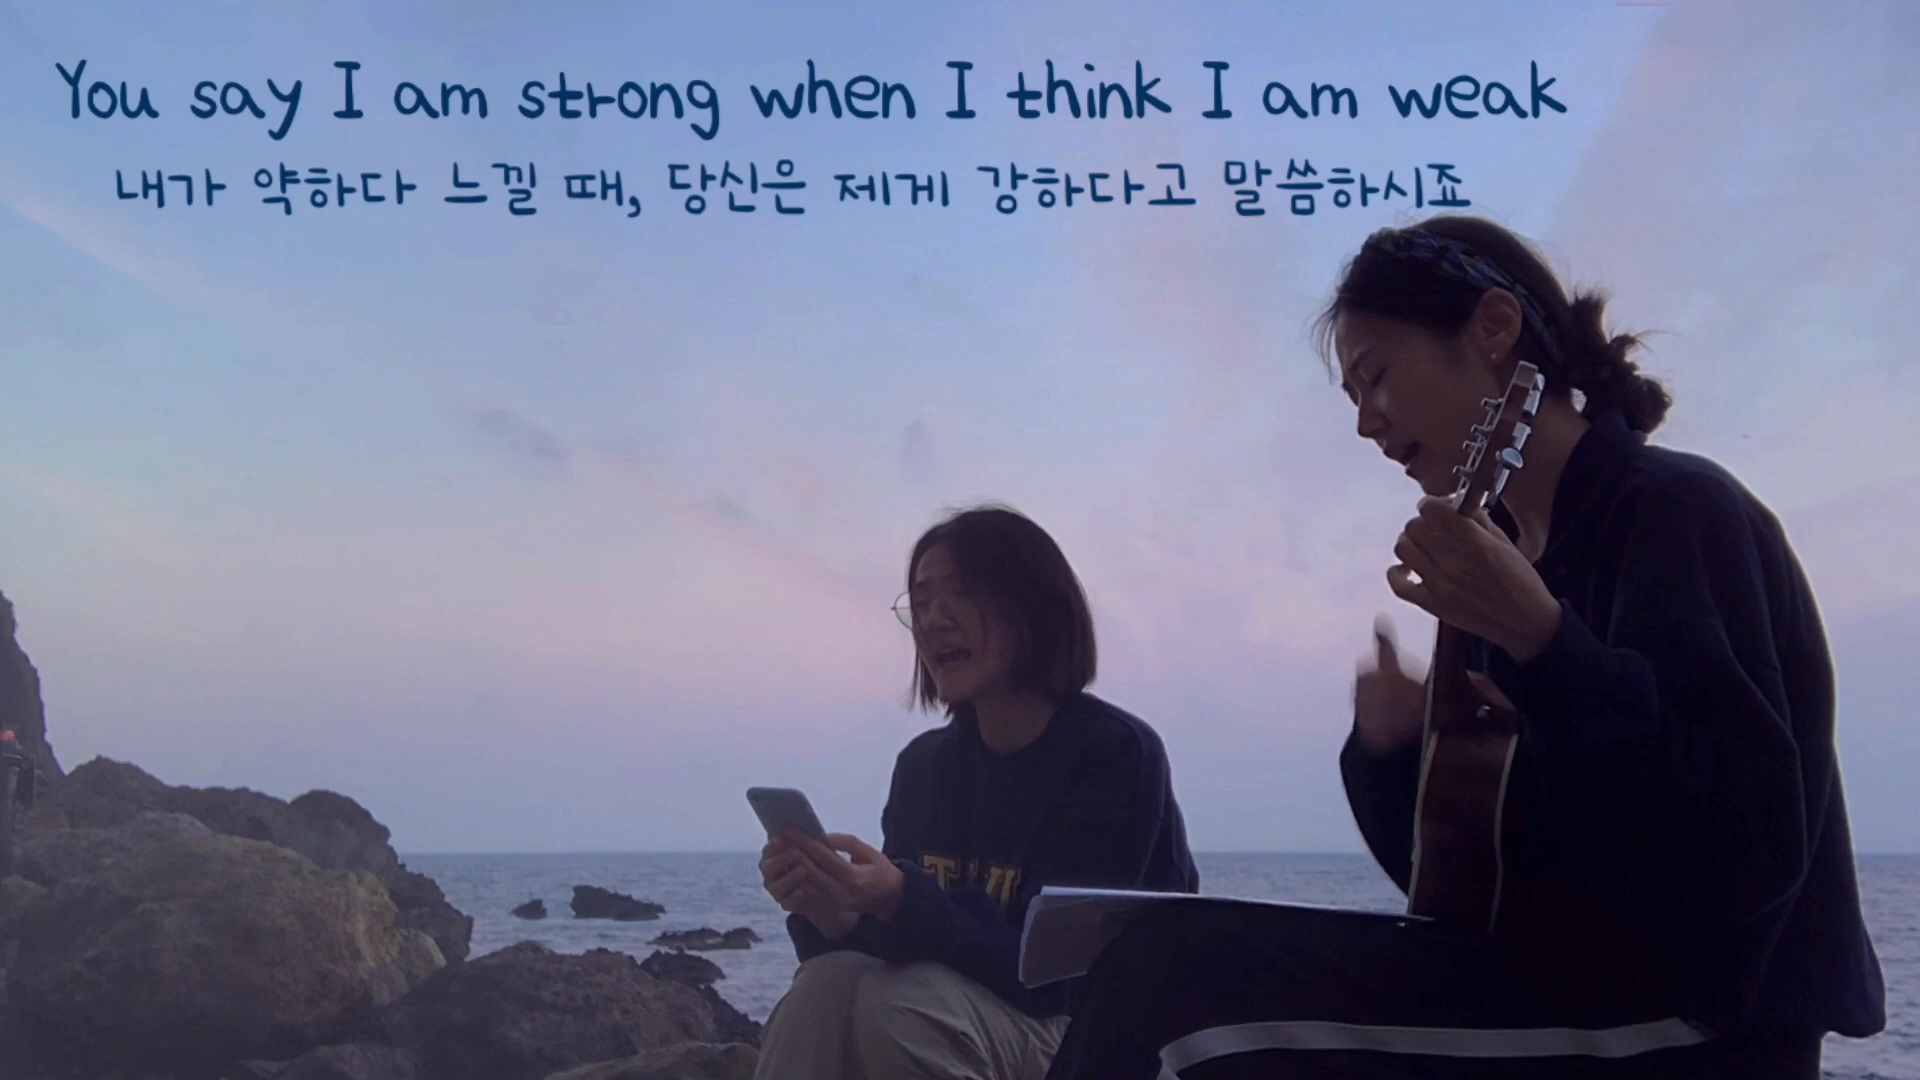 You say I am strong when I think I am weak
내가 약하다 느낄 때, 당신은 제게 강하다고 말씀하시죠